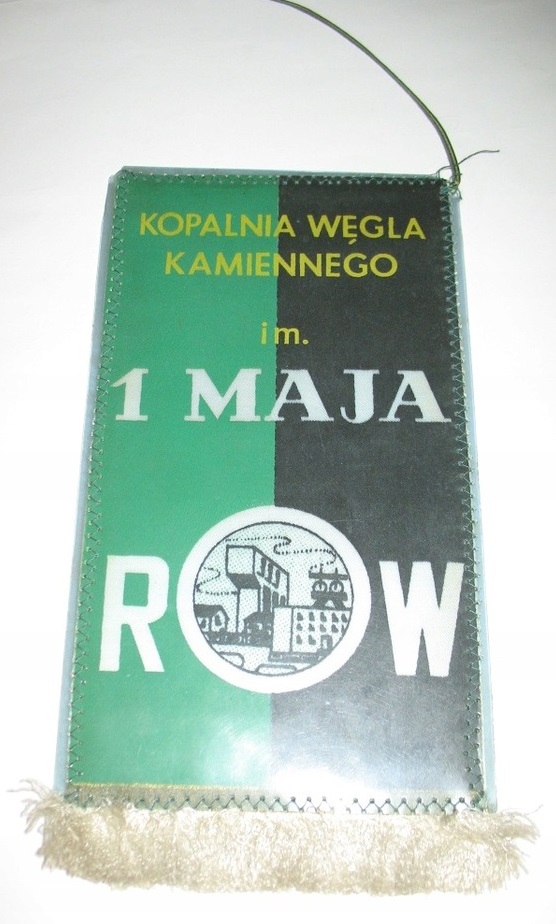 KOPALNIA WĘGLA
KAMIENNEGO
im.
1 MAJA
ROW